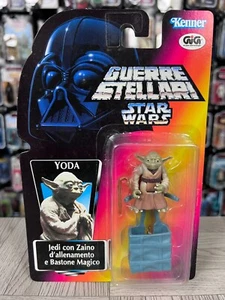 Kenner
GiG
GUERRE
STELLARI
STAR
WARS
YODA
Jedi con Zaino
d'allenamento
e Bastone Magico